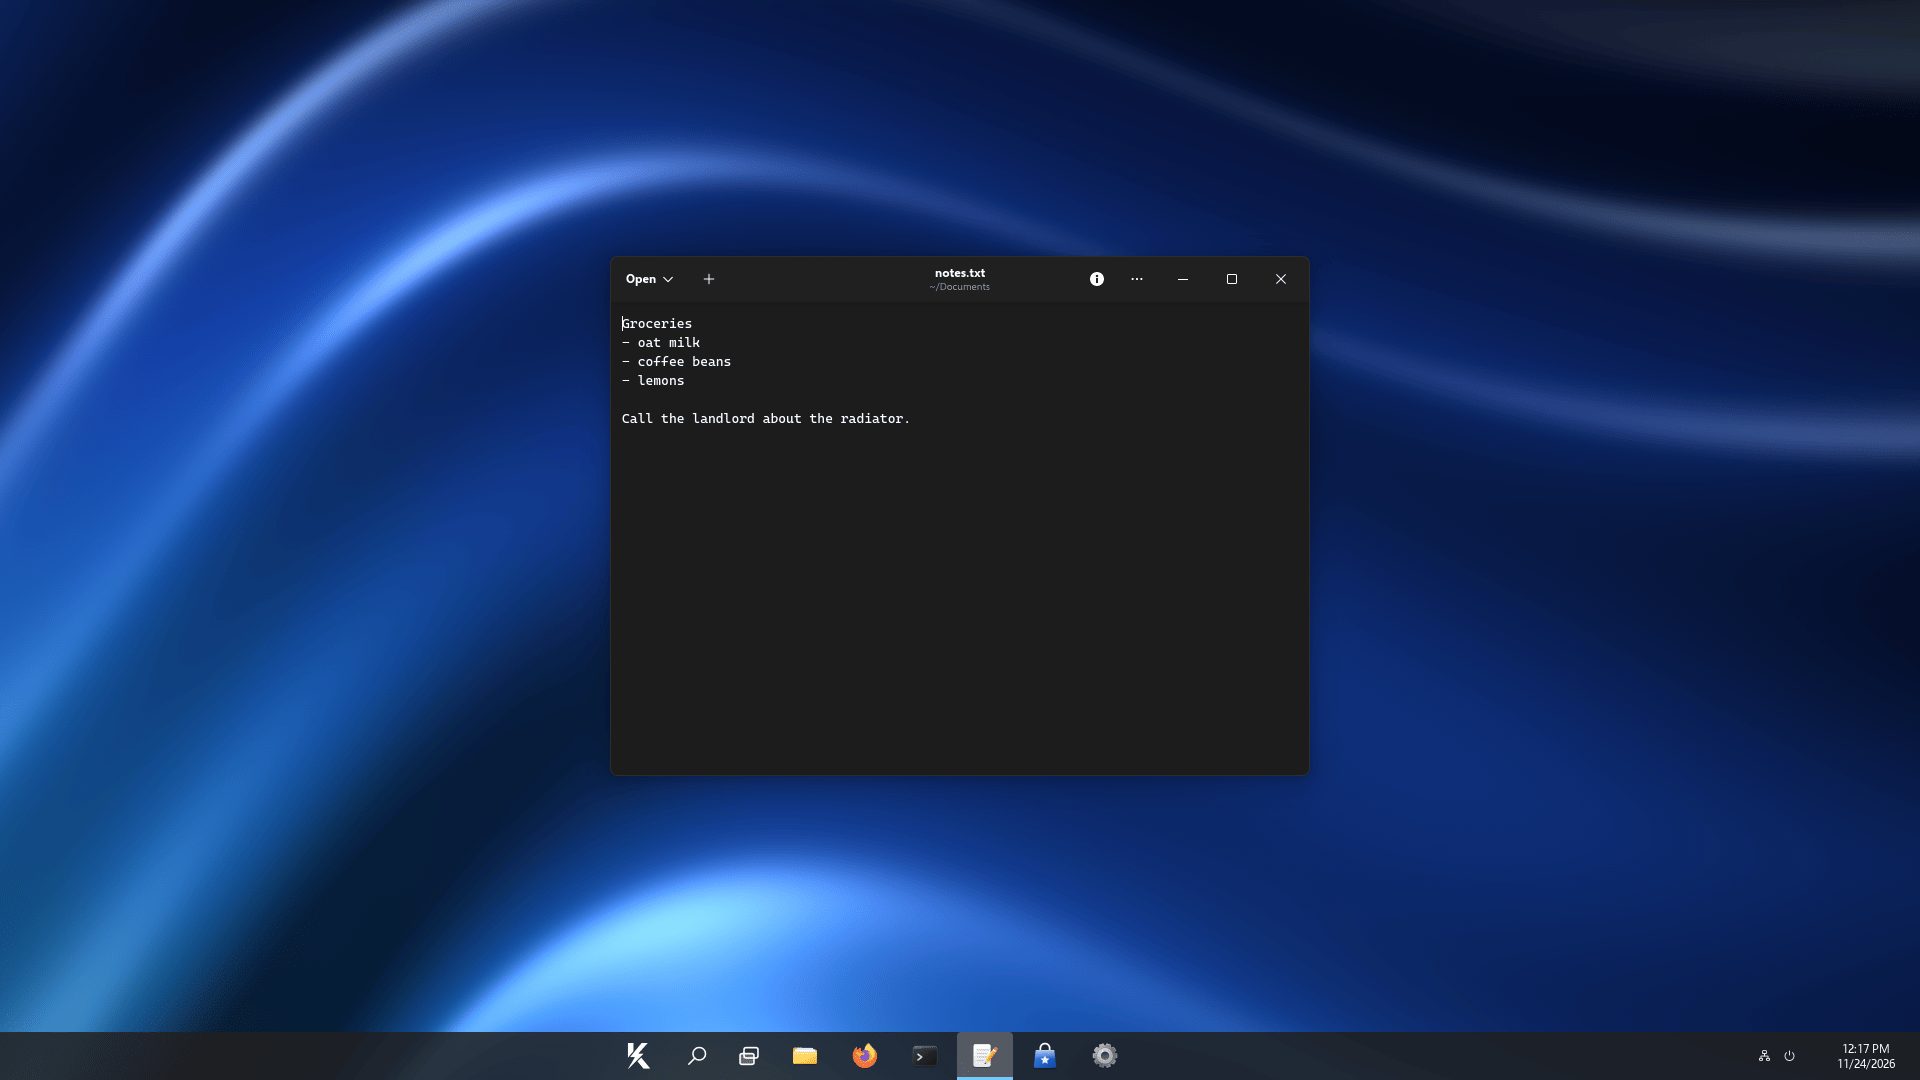 Open
notes.txt
~/Documents
Groceries
- oat milk
- coffee beans
- lemons
Call the landlord about the radiator.
12:17 PM
11/24/2026